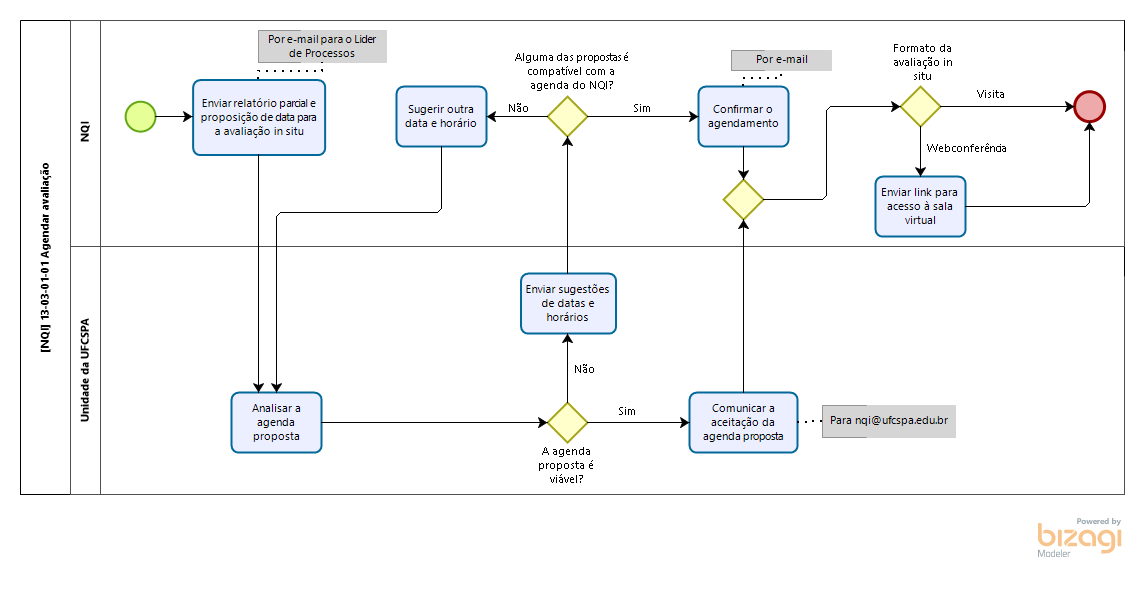 [NQI] 13-03-01-01 Agendar avaliação
NQI
Por e-mail para o Lider
de Processos
Enviar relatório parcial e
proposição de data para
a avaliação in situ
Sugerir outra
data e horário
Não
Alguma das propostas é
compatível com a
agenda do NQI?
Sim
Por e-mail
Confirmar o
agendamento
Formato da
avaliação in
situ
Visita
Webconferência
Enviar link para
acesso à sala
virtual
Unidade da UFCSPA
Enviar sugestões
de datas e
horários
Não
Analisar a
agenda
proposta
A agenda
proposta é
viável?
Sim
Comunicar a
aceitação da
agenda proposta
Para nqi@ufcspa.edu.br
Powered by
bizagi
Modeler